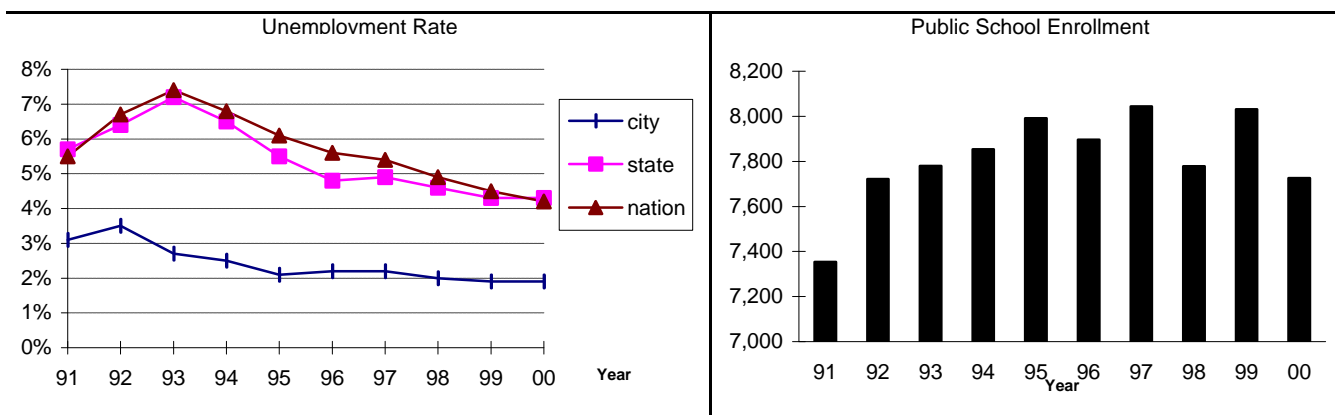 Unemployment Rate
8%
7%
6%
5%
4%
3%
2%
1%
0%
91 92 93 94 95 96 97 98 99 00
Year
city
state
nation
Public School Enrollment
8,200
8,000
7,800
7,600
7,400
7,200
7,000
91 92 93 94 95 96 97 98 99 00
Year